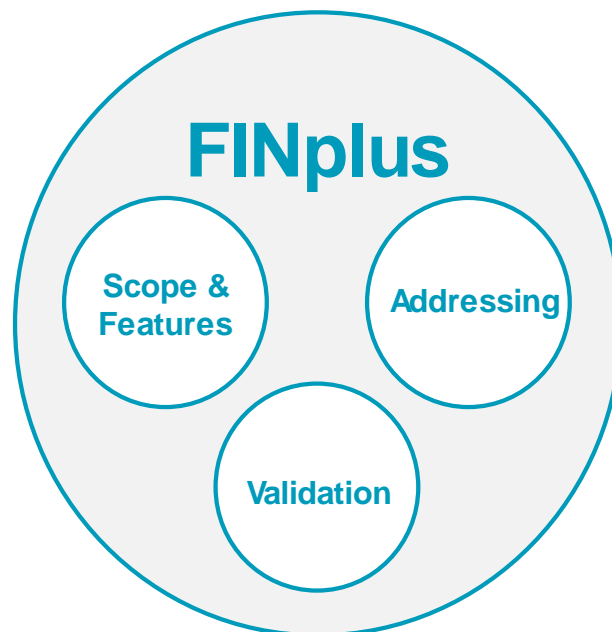 FINplus
Scope &
Features
Addressing
Validation